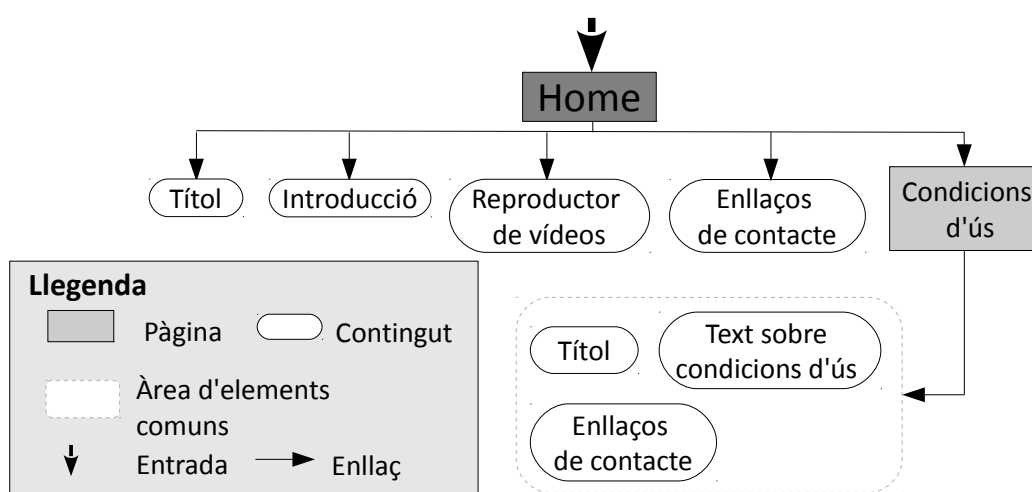 Home
Títol
Introducció
Reproductor
de vídeos
Enllaços
de contacte
Condicions
d'ús
Llegenda
Pàgina
Contingut
Àrea d'elements
comuns
Entrada
Enllaç
Títol
Text sobre
condicions d'ús
Enllaços
de contacte